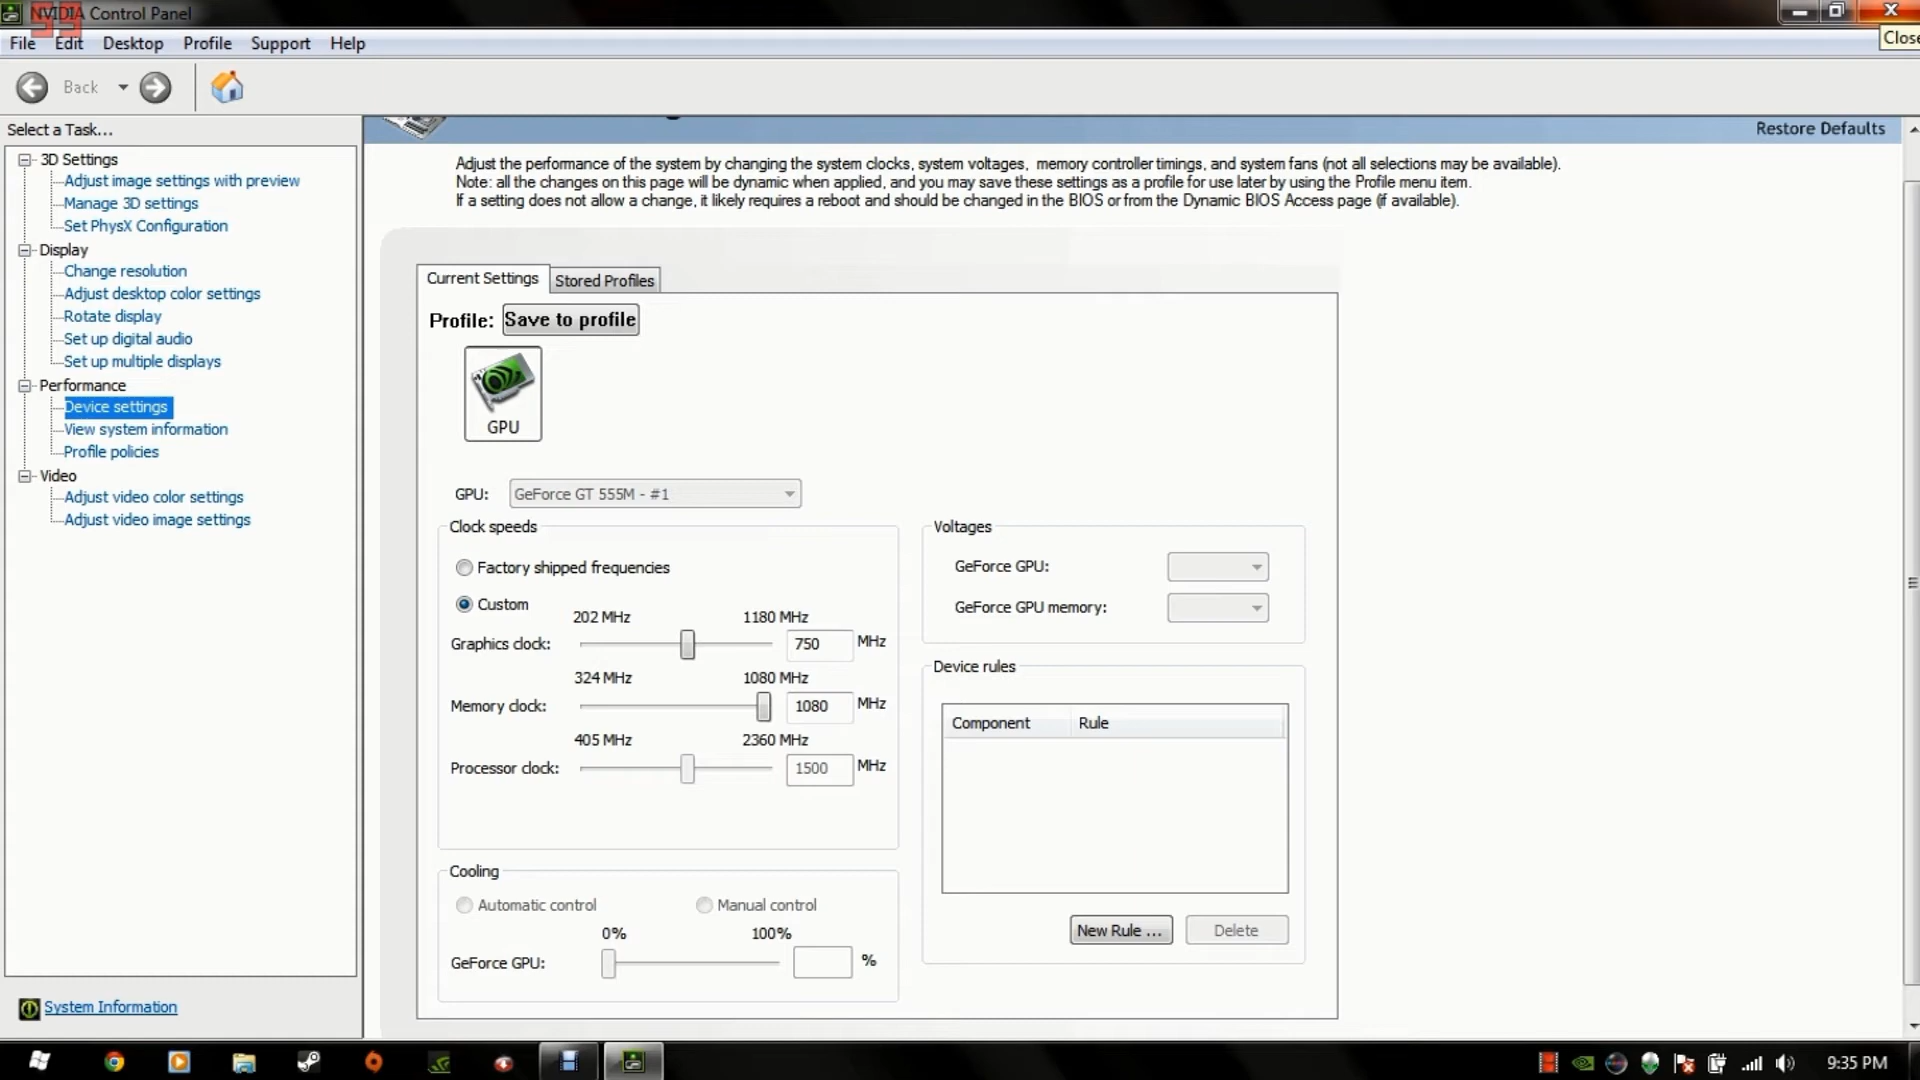 NVIDIA Control Panel
Close
File Edit Desktop Profile Support Help
Back
Select a Task...
3D Settings
Adjust image settings with preview
Manage 3D settings
Set PhysX Configuration
Display
Change resolution
Adjust desktop color settings
Rotate display
Set up digital audio
Set up multiple displays
Performance
Device settings
View system information
Profile policies
Video
Adjust video color settings
Adjust video image settings
System Information
Restore Defaults
Adjust the performance of the system by changing the system clocks, system voltages, memory controller timings, and system fans (not all selections may be available).
Note: all the changes on this page will be dynamic when applied, and you may save these settings as a profile for use later by using the Profile menu item.
If a setting does not allow a change, it likely requires a reboot and should be changed in the BIOS or from the Dynamic BIOS Access page (if available).
Current Settings Stored Profiles
Profile: Save to profile
GPU
GPU: GeForce GT 555M - #1
Clock speeds
Factory shipped frequencies
Custom
202 MHz 1180 MHz
Graphics clock: 750 MHz
324 MHz 1080 MHz
Memory clock: 1080 MHz
405 MHz 2360 MHz
Processor clock: 1500 MHz
Cooling
Automatic control Manual control
0% 100%
GeForce GPU: %
Voltages
GeForce GPU:
GeForce GPU memory:
Device rules
Component Rule
New Rule ... Delete
9:35 PM